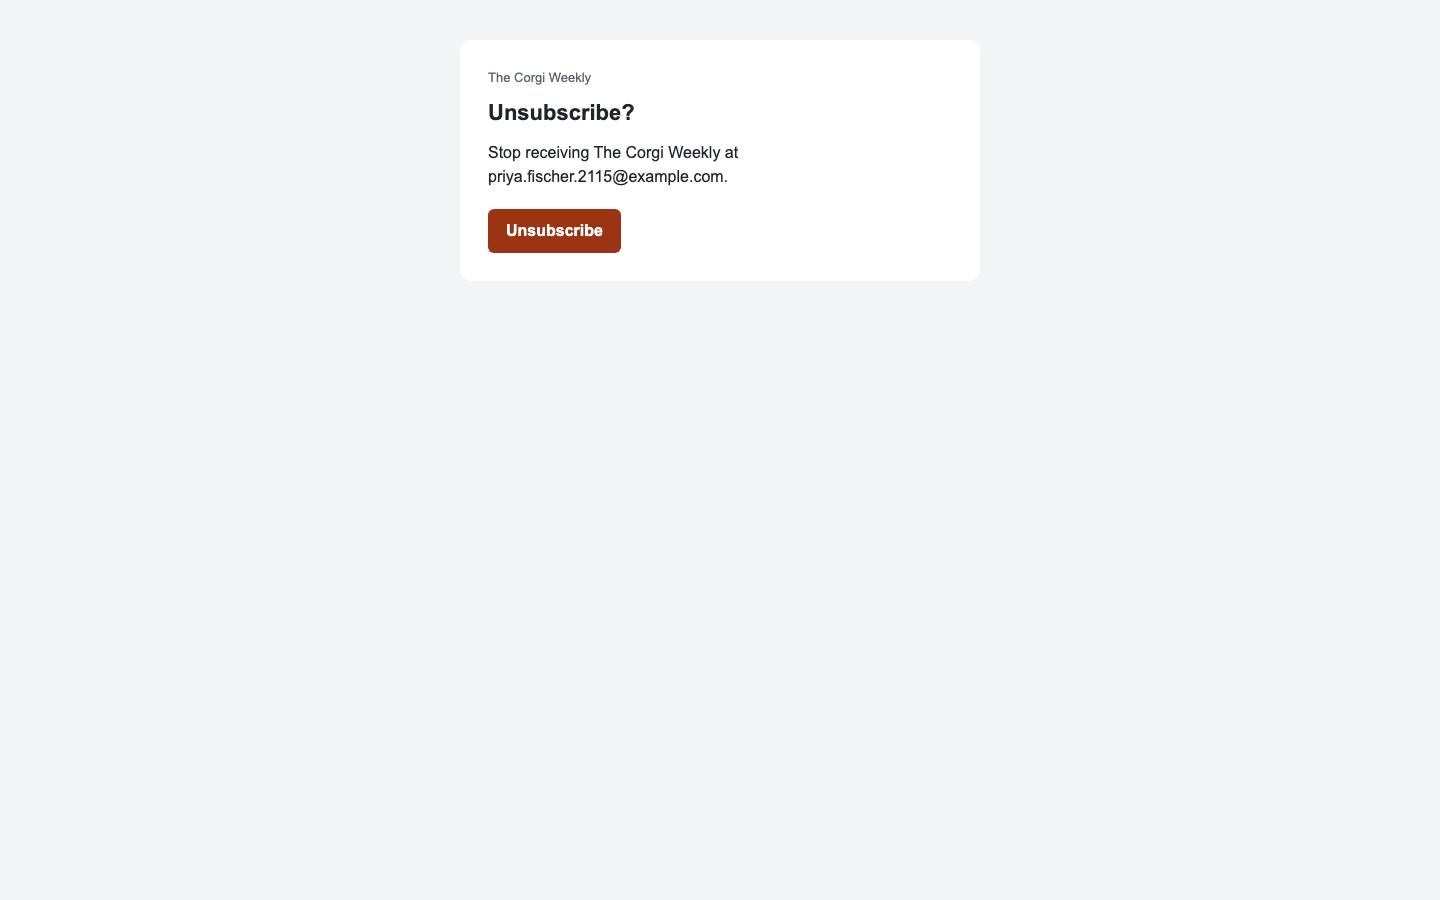 The Corgi Weekly
Unsubscribe?
Stop receiving The Corgi Weekly at
priya.fischer.2115@example.com.
Unsubscribe